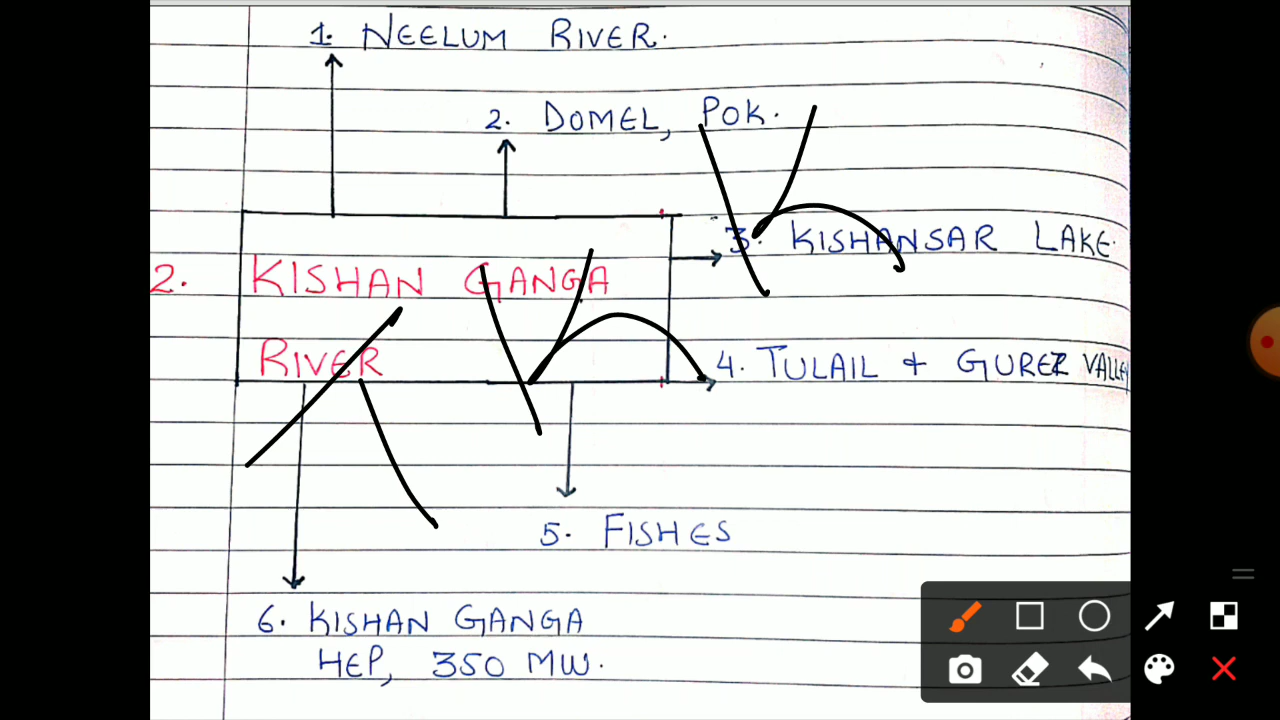 1. NEELUM RIVER.
2. DOMEL, POK.
3. KISHANSAR LAKE.
2. KISHAN GANGA
RIVER
4. TULAIL & GUREZ VALLEY
5. FISHES
6. KISHAN GANGA
HEP, 350 MW.